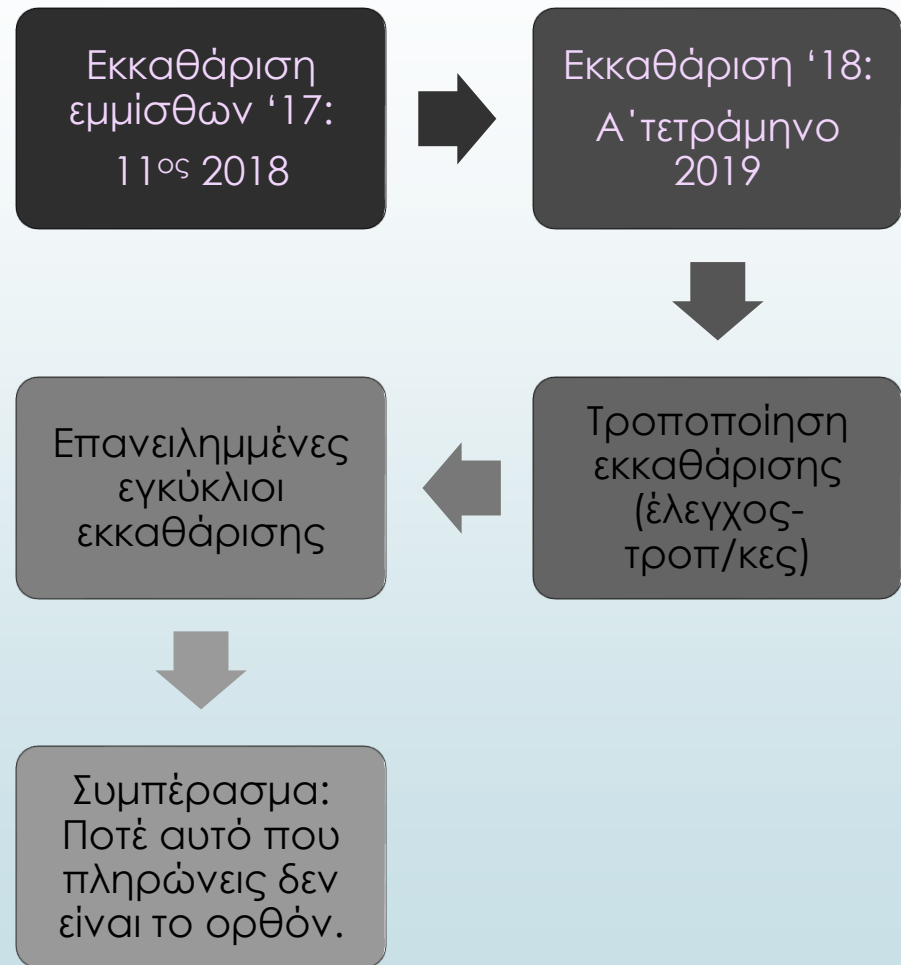 Εκκαθάριση
εμμίσθων ‘17:
11ος 2018
Εκκαθάριση ‘18:
Α΄τετράμηνο
2019
Τροποποίηση
εκκαθάρισης
(έλεγχος-
τροπ/κες)
Επανειλημμένες
εγκύκλιοι
εκκαθάρισης
Συμπέρασμα:
Ποτέ αυτό που
πληρώνεις δεν
είναι το ορθόν.